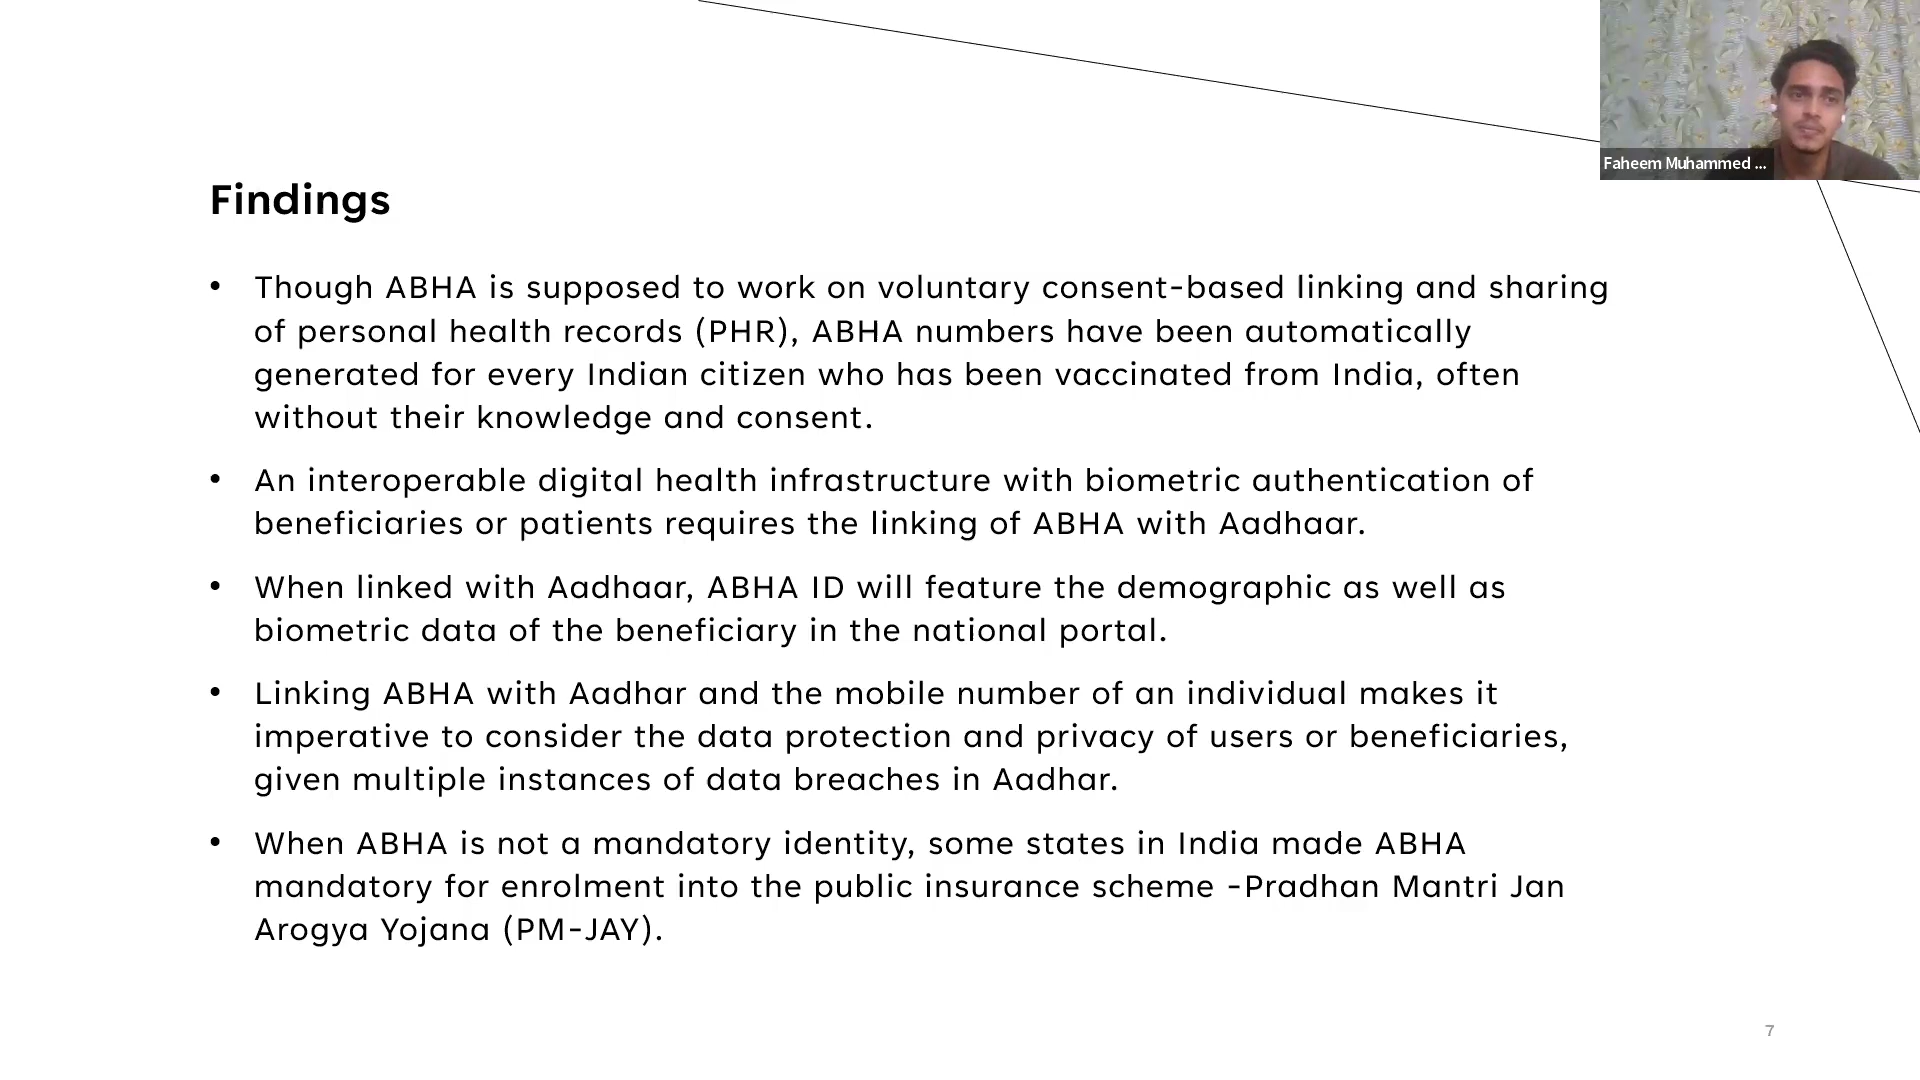 Faheem Muhammed ...
Findings
• Though ABHA is supposed to work on voluntary consent-based linking and sharing
of personal health records (PHR), ABHA numbers have been automatically
generated for every Indian citizen who has been vaccinated from India, often
without their knowledge and consent.
• An interoperable digital health infrastructure with biometric authentication of
beneficiaries or patients requires the linking of ABHA with Aadhaar.
• When linked with Aadhaar, ABHA ID will feature the demographic as well as
biometric data of the beneficiary in the national portal.
• Linking ABHA with Aadhar and the mobile number of an individual makes it
imperative to consider the data protection and privacy of users or beneficiaries,
given multiple instances of data breaches in Aadhar.
• When ABHA is not a mandatory identity, some states in India made ABHA
mandatory for enrolment into the public insurance scheme -Pradhan Mantri Jan
Arogya Yojana (PM-JAY).
7